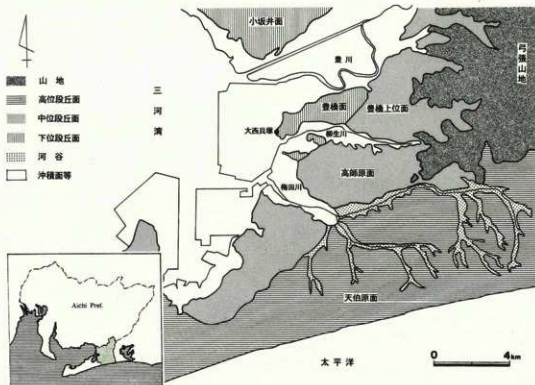 小坂井面
豊川
三河湾
弓張山地
豊橋面
豊橋上位面
大西貝塚
柳生川
高師原面
梅田川
天伯原面
太平洋
山地
高位段丘面
中位段丘面
下位段丘面
河谷
沖積面等
Aichi Pref.
0 4km